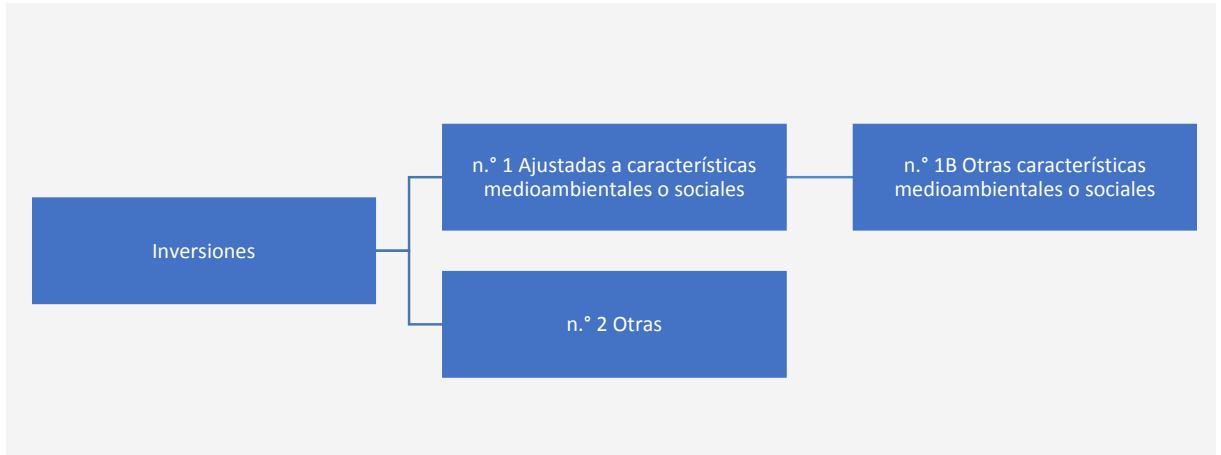 n.° 1 Ajustadas a características
medioambientales o sociales
n.° 1B Otras características
medioambientales o sociales
Inversiones
n.° 2 Otras